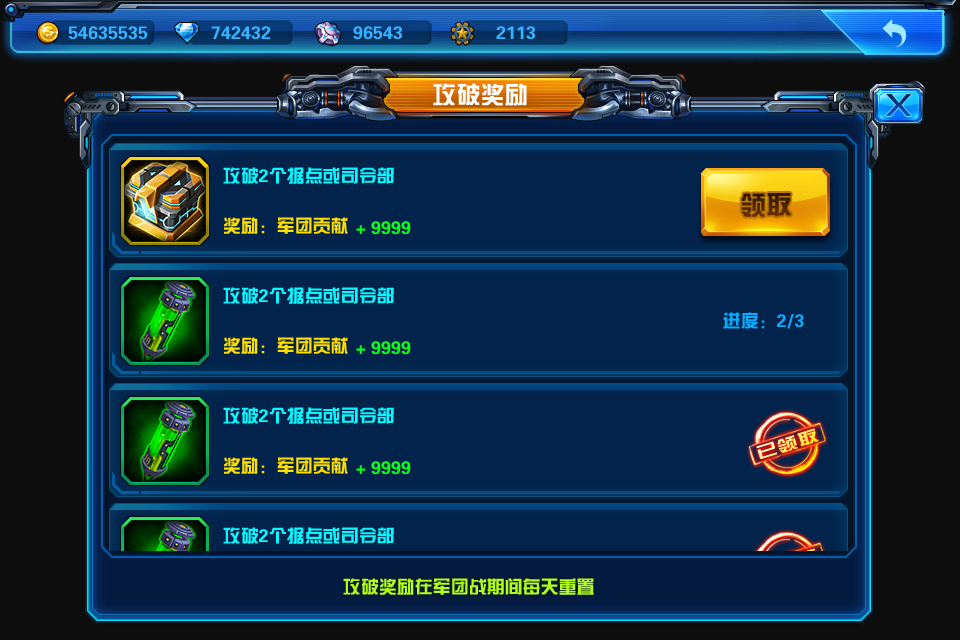 54635535 742432 96543 2113
攻破奖励
攻破2个据点或司令部
奖励：军团贡献 + 9999
领取
攻破2个据点或司令部
奖励：军团贡献 + 9999
进度：2/3
攻破2个据点或司令部
奖励：军团贡献 + 9999
已领取
攻破2个据点或司令部
攻破奖励在军团战期间每天重置